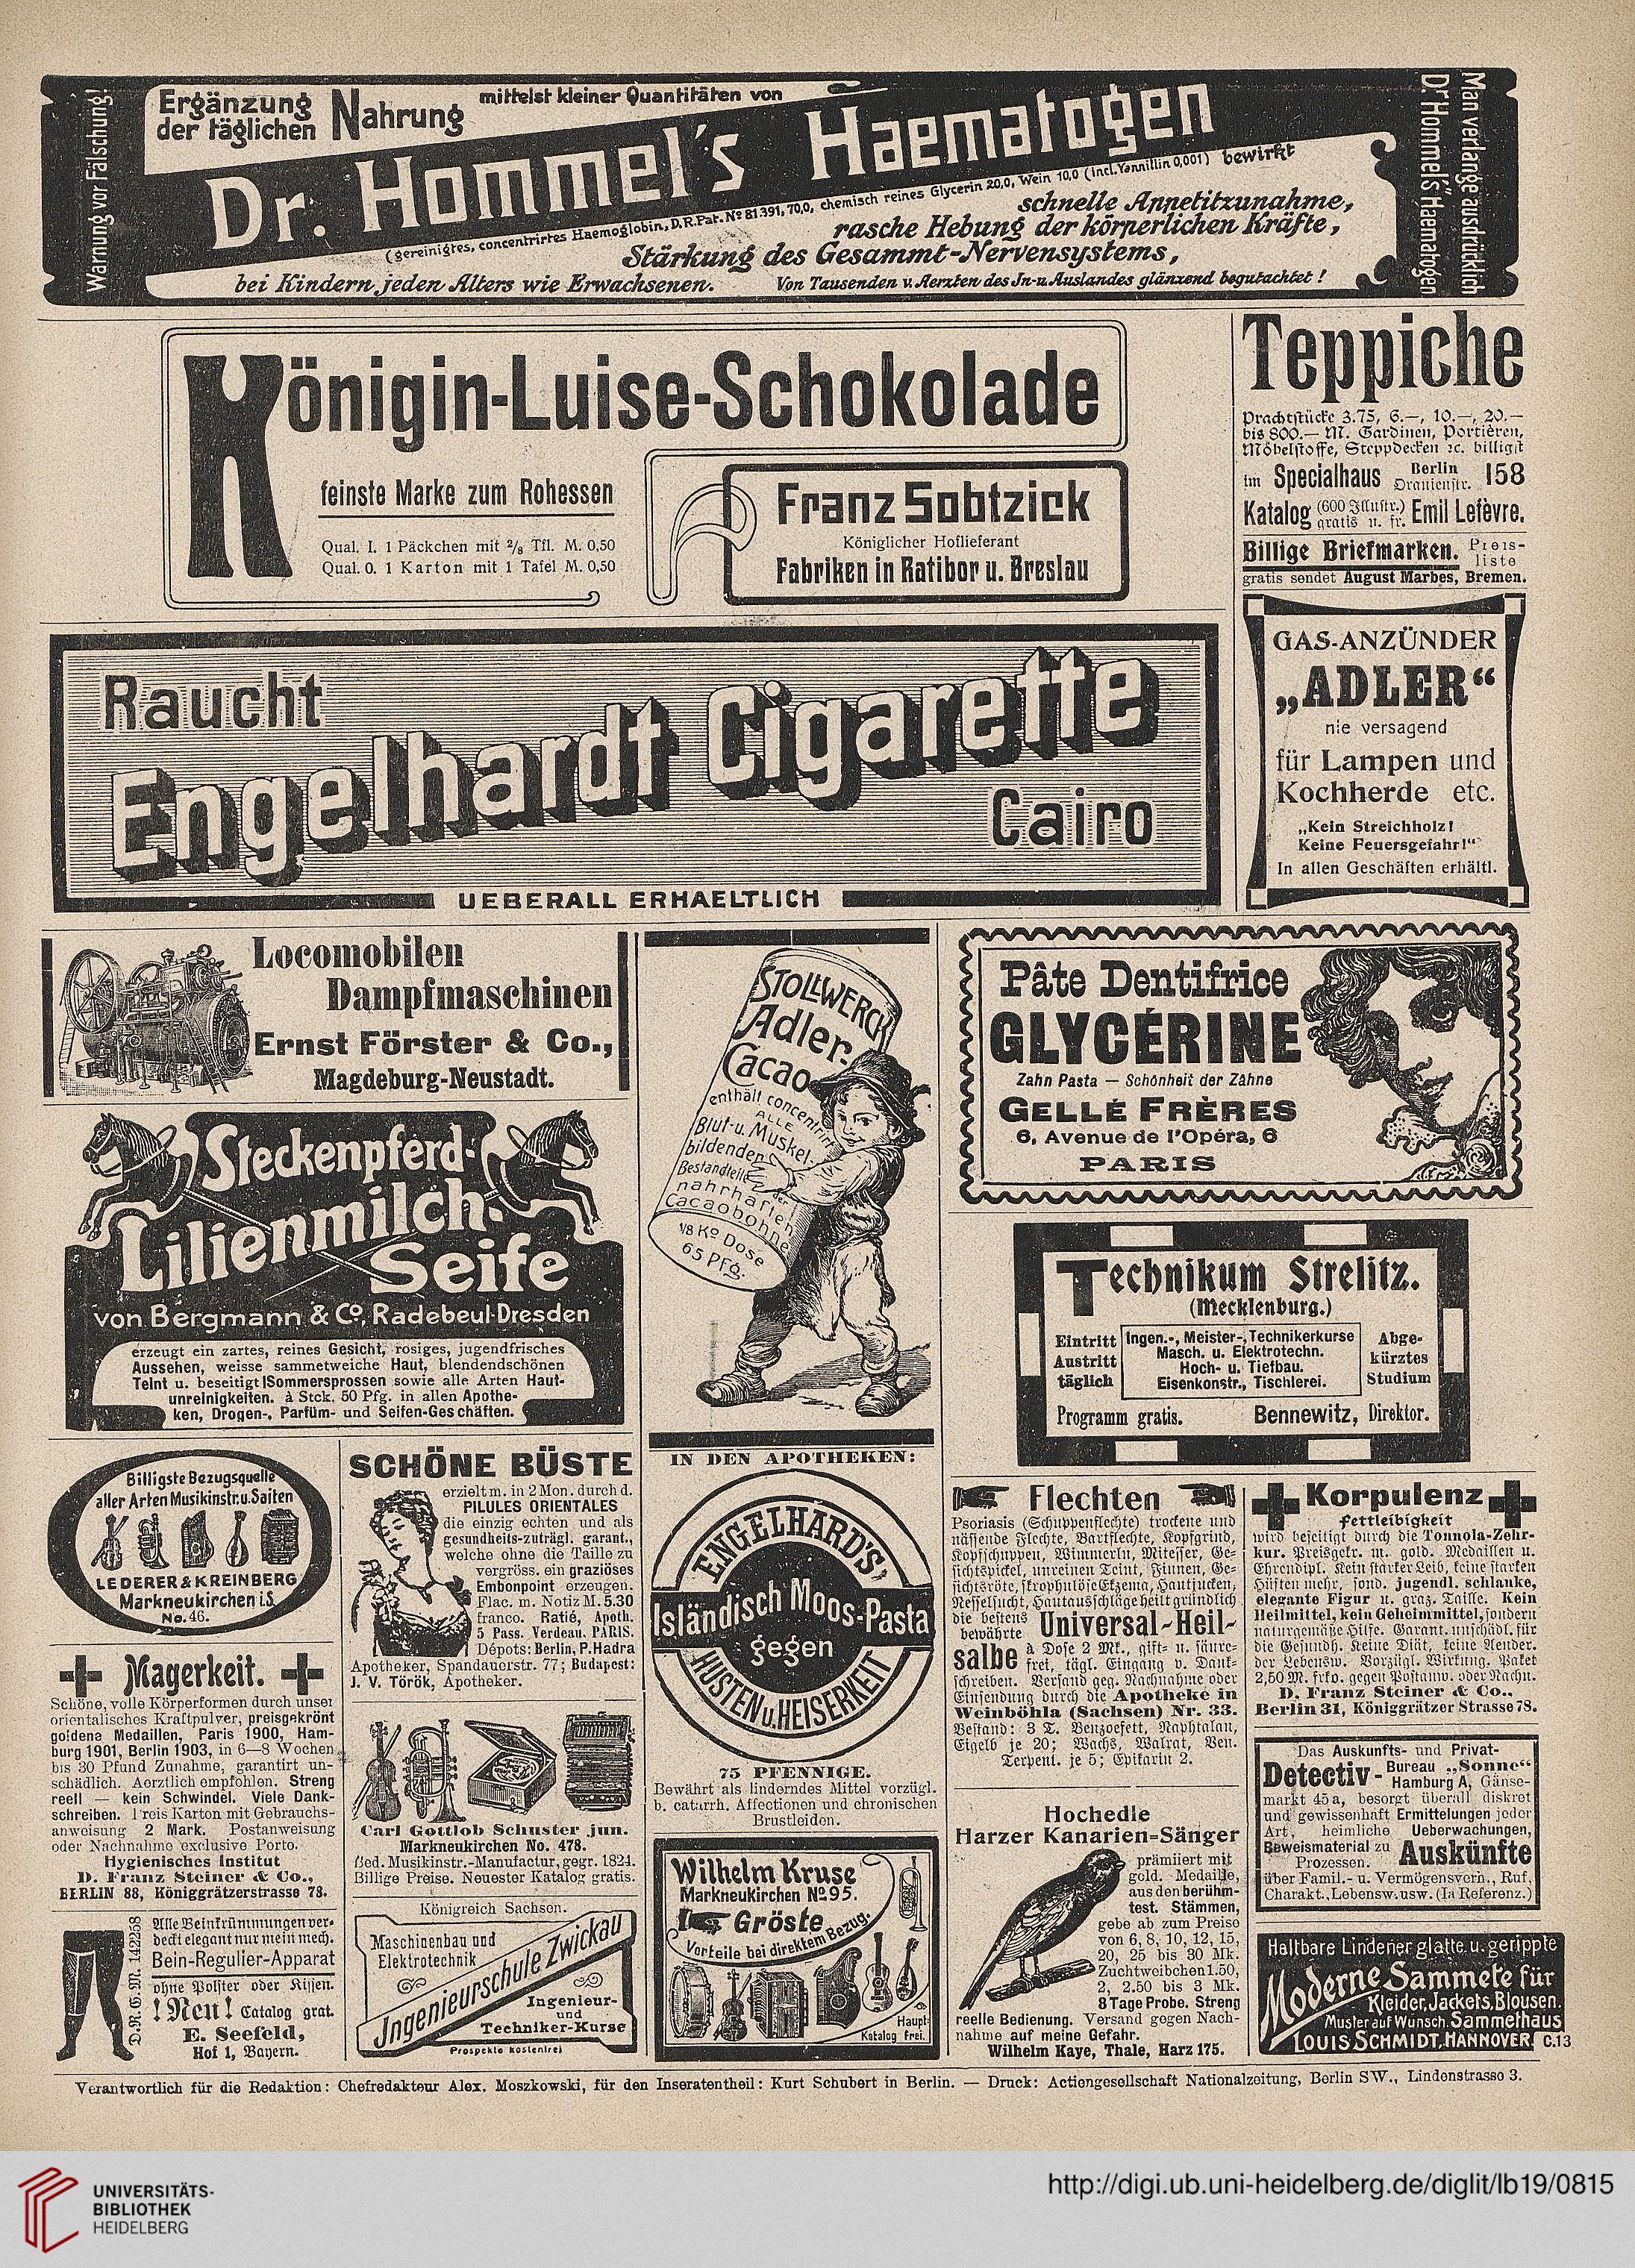 Warnung vor Fälschung!
Ergänzung
der täglichen
Nahrung
mittelst kleiner Quantitäten von
Dr. Hommel's Haematogen
(gereinigtes, concentrirtes Haemoglobin, D.R.Pat. No 81391, 70,0, chemisch reines Glycerin 20,0, Wein 10,0 (incl. Vannillin 0,001) bewirkt
schnelle Appetitzunahme,
rasche Hebung der körperlichen Kräfte,
Stärkung des Gesammt-Nervensystems,
bei Kindern jeden Alters wie Erwachsenen.
Von Tausenden v. Aerzten des In-u. Auslandes glänzend begutachtet!
Man verlange ausdrücklich
Dr. Hommel's Haematogen
Königin-Luise-Schokolade
feinste Marke zum Rohessen
Qual. I. 1 Päckchen mit 2/8 Tfl. M. 0,50
Qual. 0. 1 Karton mit 1 Tafel M. 0,50
Franz Sobtzick
Königlicher Hoflieferant
Fabriken in Ratibor u. Breslau
Teppiche
Prachtstücke 3.75, 6.—, 10.—, 20.—
bis 800.— M. Gardinen, Portièren,
Möbelstoffe, Steppdecken 2c. billigst
im Specialhaus Berlin Oranienstr. 158
Katalog (600 Illustr.) gratis u. fr. Emil Lefèvre.
Billige Briefmarken. Preis-
liste
gratis sendet August Marbes, Bremen.
GAS-ANZÜNDER
„ADLER“
nie versagend
für Lampen und
Kochherde etc.
„Kein Streichholz!
Keine Feuersgefahr!“
In allen Geschäften erhältl.
Raucht
Engelhardt Cigarette
Cairo
UEBERALL ERHAELTLICH
Locomobilen
Dampfmaschinen
Ernst Förster & Co.,
Magdeburg-Neustadt.
Steckenpferd-
Lilienmilch-
Seife
von Bergmann & Co, Radebeul-Dresden
erzeugt ein zartes, reines Gesicht, rosiges, jugendfrisches
Aussehen, weisse sammetweiche Haut, blendendschönen
Teint u. beseitigt Sommersprossen sowie alle Arten Haut-
unreinigkeiten. à Stck. 50 Pfg. in allen Apothe-
ken, Drogen-, Parfüm- und Seifen-Geschäften.
STOLLWERCK
Adler-
Cacao
enthält concentrirt
ALLE
Blut-u. Muskel-
bildenden
Bestandteile der
nahrhaften
Cacaobohne
1/8 Ko Dose
65 Pfg.
Pâte Dentifrice
GLYCÉRINE
Zahn Pasta — Schönheit der Zähne
GELLÉ FRÈRES
6, Avenue de l'Opéra, 6
PARIS
Technikum Strelitz.
(Mecklenburg.)
Eintritt
Austritt
täglich
Ingen.-, Meister-, Technikerkurse
Masch. u. Elektrotechn.
Hoch- u. Tiefbau.
Eisenkonstr., Tischlerei.
Abge-
kürztes
Studium
Programm gratis. Bennewitz, Direktor.
Billigste Bezugsquelle
aller Arten Musikinstr. u. Saiten
LEDERER & KREINBERG
Markneukirchen i.S.
No. 46.
Magerkeit.
Schöne, volle Körperformen durch unser
orientalisches Kraftpulver, preisgekrönt
goldene Medaillen, Paris 1900, Ham-
burg 1901, Berlin 1903, in 6—8 Wochen
bis 30 Pfund Zunahme, garantirt un-
schädlich. Aerztlich empfohlen. Streng
reell — kein Schwindel. Viele Dank-
schreiben. Preis Karton mit Gebrauchs-
anweisung 2 Mark. Postanweisung
oder Nachnahme exclusive Porto.
Hygienisches Institut
D. Franz Steiner & Co.,
BERLIN 88, Königgrätzerstrasse 78.
D.R.G.M. 142238
Alle Beinkrümmungen ver-
deckt elegant nur mein mech.
Bein-Regulier-Apparat
ohne Polster oder Kissen.
! Neu! Catalog grat.
E. Seefeld,
Hof 1, Bayern.
SCHÖNE BÜSTE
erzielt m. in 2 Mon. durch d.
PILULES ORIENTALES
die einzig echten und als
gesundheits-zuträgl. garant.,
welche ohne die Taille zu
vergröss. ein graziöses
Embonpoint erzeugen.
Flac. m. Notiz M. 5.30
franco. Ratié, Apoth.
5 Pass. Verdeau. PARIS.
Dépots: Berlin, P. Hadra
Apotheker, Spandauerstr. 77; Budapest:
J. V. Török, Apotheker.
Carl Gottlob Schuster jun.
Markneukirchen No. 478.
Bed. Musikinstr.-Manufactur, gegr. 1824.
Billige Preise. Neuester Katalog gratis.
Königreich Sachsen.
Maschinenbau und
Elektrotechnik
Ingenieurschule Zwickau
Ingenieur-
und
Techniker-Kurse
Prospekte kostenfrei
IN DEN APOTHEKEN:
ENGELHARD'S,
Isländisch Moos-Pasta
gegen
HUSTEN u. HEISERKEIT
75 PFENNIGE.
Bewährt als linderndes Mittel vorzügl.
b. catarrh. Affectionen und chronischen
Brustleiden.
Wilhelm Kruse
Markneukirchen No 95.
Gröste
Vorteile bei direktem Bezug.
Haupt-
Katalog frei.
Flechten
Psoriasis (Schuppenflechte) trockene und
nässende Flechte, Bartflechte, Kopfgrind,
Kopfschuppen, Wimmerln, Mitesser, Ge-
sichtspickel, unreinen Teint, Finnen, Ge-
sichtsröte, skrophulöse Ekzema, Hautjucken,
Nesselsucht, Hautausschläge heilt gründlich
die bestens
bewährte Universal-Heil-
salbe à Dose 2 Mk., gift- u. säure-
frei, tägl. Eingang v. Dank-
schreiben. Versand geg. Nachnahme oder
Einsendung durch die Apotheke in
Weinböhla (Sachsen) Nr. 33.
Bestand: 3 T. Benzoefett, Naphtalan,
Eigelb je 20; Wachs, Walrat, Ven.
Terpent. je 5; Epikarin 2.
Hochedle
Harzer Kanarien-Sänger
prämiiert mit
gold. Medaille,
aus den berühm-
test. Stämmen,
gebe ab zum Preise
von 6, 8, 10, 12, 15,
20, 25 bis 30 Mk.
Zuchtweibchen 1.50,
2, 2.50 bis 3 Mk.
8 Tage Probe. Streng
reelle Bedienung. Versand gegen Nach-
nahme auf meine Gefahr.
Wilhelm Kaye, Thale, Harz 175.
Korpulenz
Fettleibigkeit
wird beseitigt durch die Tonnola-Zehr-
kur. Preisgekr. m. gold. Medaillen u.
Ehrendipl. Kein starker Leib, keine starken
Hüften mehr, sond. jugendl. schlanke,
elegante Figur u. graz. Taille. Kein
Heilmittel, kein Geheimmittel, sondern
naturgemäße Hilfe. Garant. unschädl. für
die Gesundh. Keine Diät, keine Aender.
der Lebensw. Vorzügl. Wirkung. Paket
2,50 M. frko. gegen Postanw. oder Nachn.
D. Franz Steiner & Co.,
Berlin 31, Königgrätzer Strasse 78.
Das Auskunfts- und Privat-
Detectiv- Bureau „Sonne“
Hamburg A, Gänse-
markt 45a, besorgt überall diskret
und gewissenhaft Ermittelungen jeder
Art, heimliche Ueberwachungen,
Beweismaterial zu
Prozessen. Auskünfte
über Famil.- u. Vermögensverh., Ruf,
Charakt., Lebensw. usw. (Ia Referenz.)
Haltbare Lindener glatte u. gerippte
Moderne Sammete für
Kleider, Jackets, Blousen.
Muster auf Wunsch. Sammethaus
LOUIS SCHMIDT, HANNOVER C.13
Verantwortlich für die Redaktion: Chefredakteur Alex. Moszkowski, für den Inseratentheil: Kurt Schubert in Berlin. — Druck: Actiengesellschaft Nationalzeitung, Berlin SW., Lindenstrasse 3.
UNIVERSITÄTS-
BIBLIOTHEK
HEIDELBERG
http://digi.ub.uni-heidelberg.de/diglit/lb19/0815